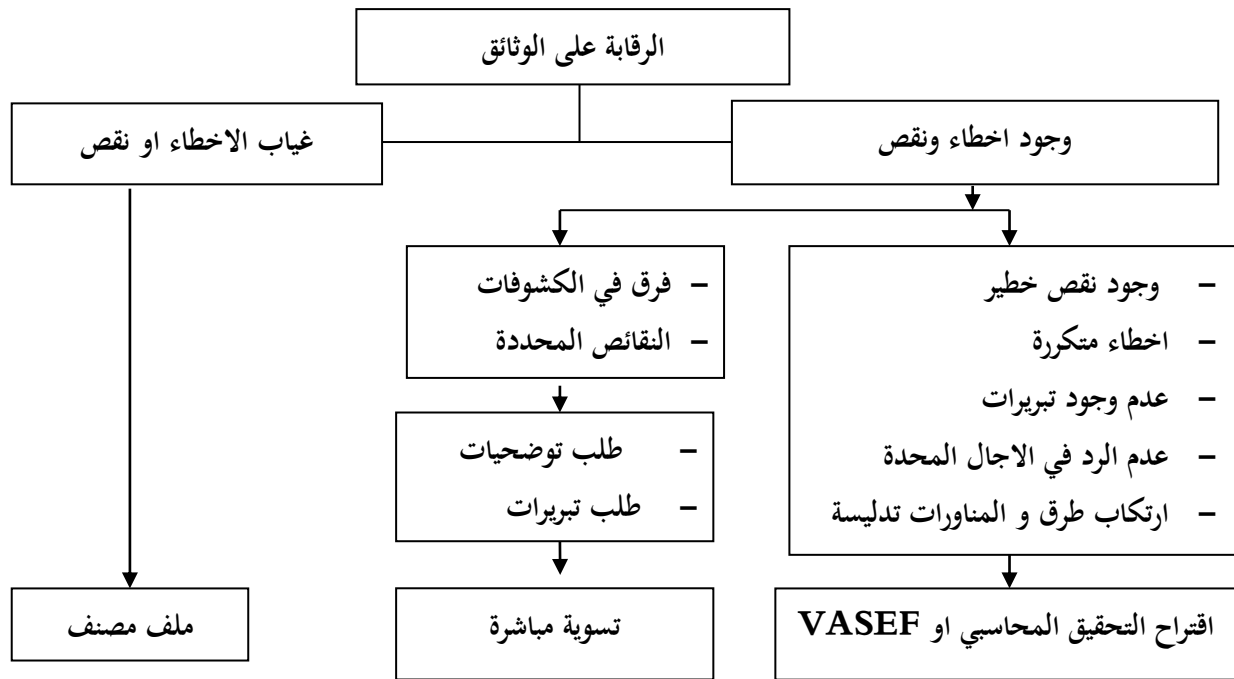 الرقابة على الوثائق
وجود اخطاء ونقص
غياب الاخطاء او نقص
– وجود نقص خطير
– اخطاء متكررة
– عدم وجود تبريرات
– عدم الرد في الاجال المحدة
– ارتكاب طرق و المناورات تدليسة
– فرق في الكشوفات
– النقائص المحددة
– طلب توضحيات
– طلب تبريرات
اقتراح التحقيق المحاسبي او VASEF
تسوية مباشرة
ملف مصنف